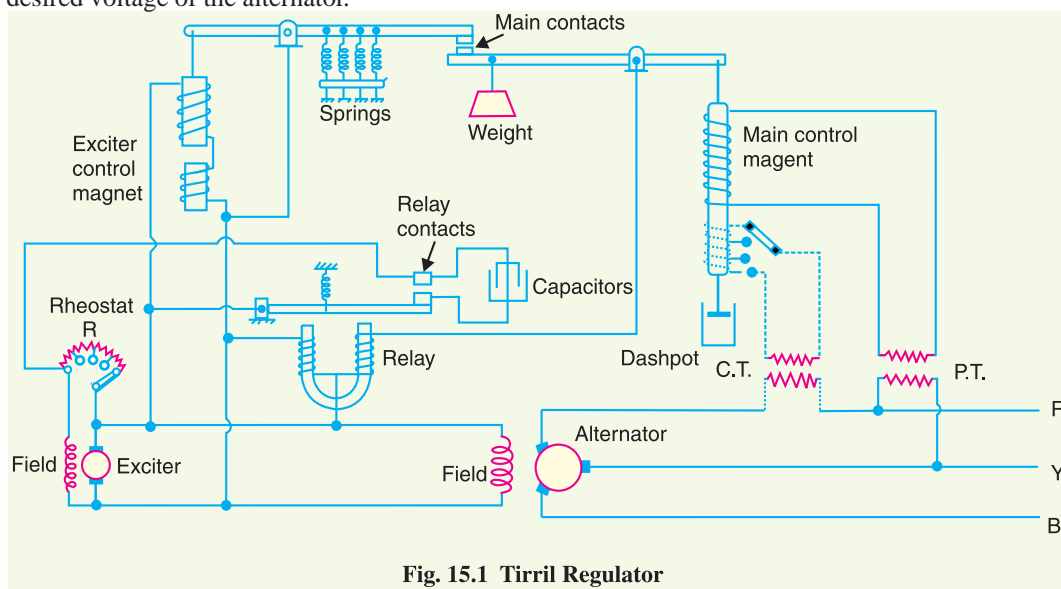 desired voltage of the alternator.
Main contacts
Springs
Weight
Exciter
control
magnet
Main control
magent
Relay
contacts
Capacitors
Rheostat
R
Relay
Dashpot
C.T.
P.T.
Alternator
Field
Exciter
Field
Y
B
Fig. 15.1 Tirril Regulator